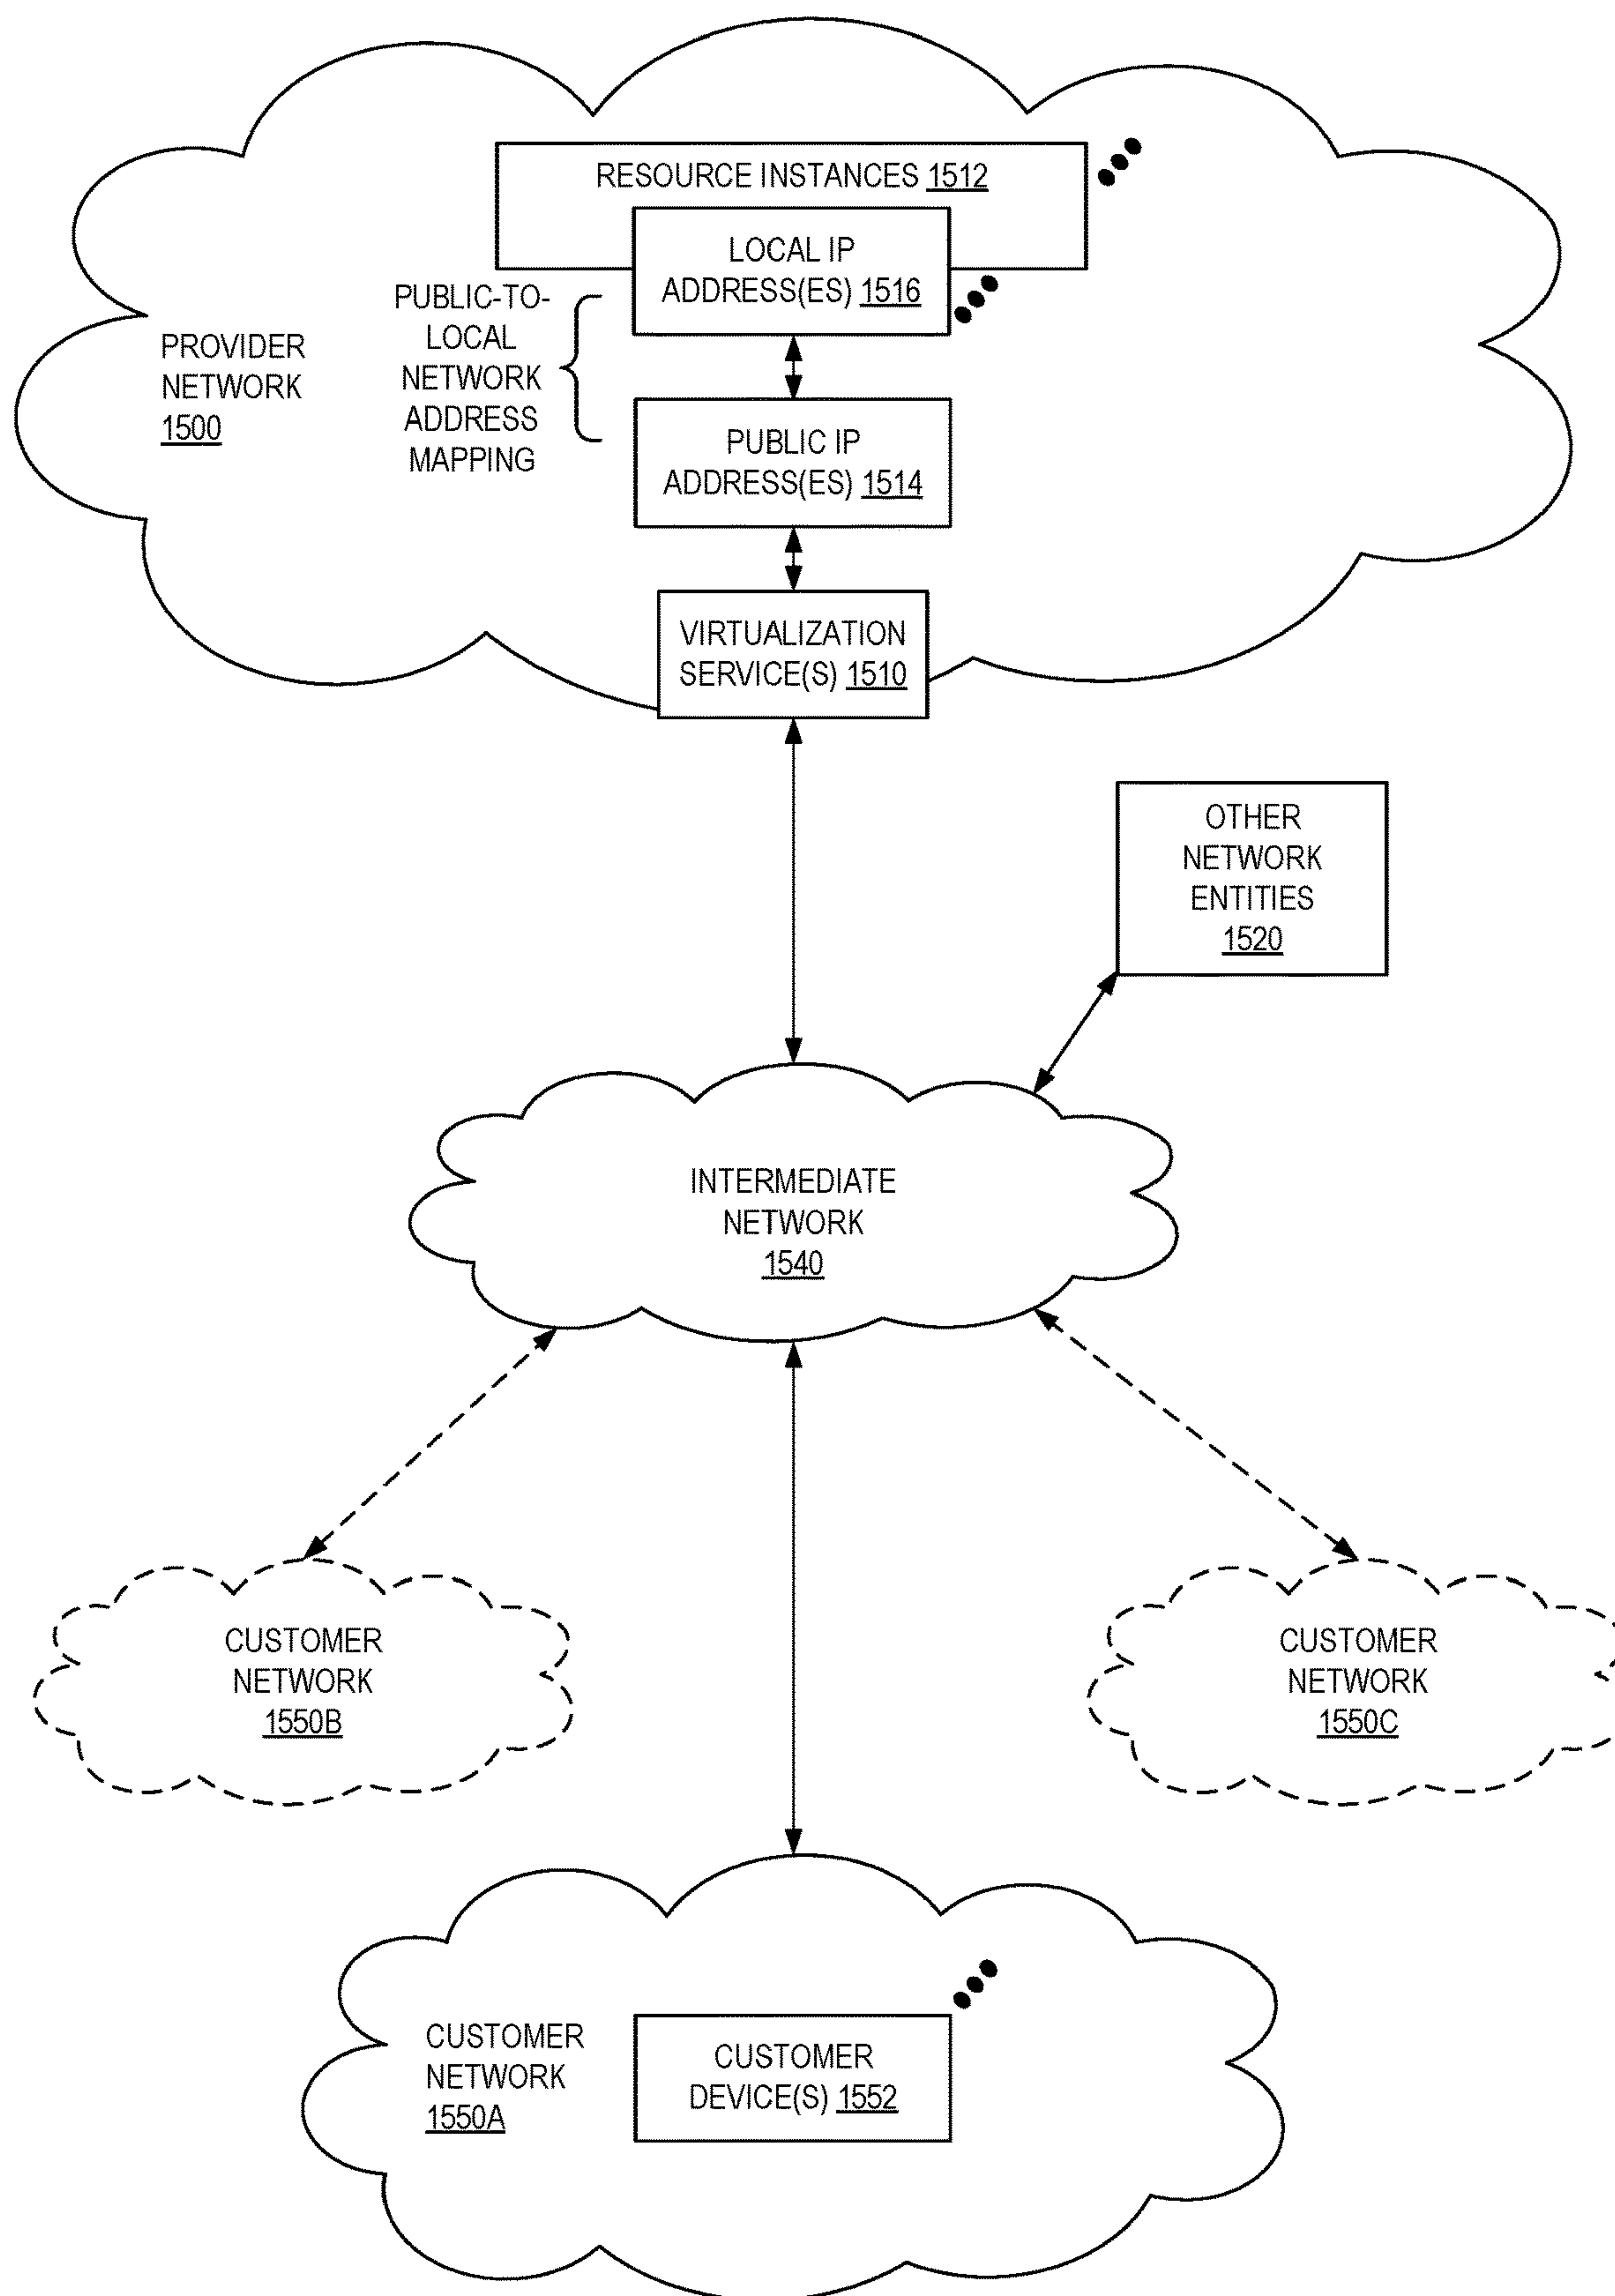 RESOURCE INSTANCES 1512
LOCAL IP
ADDRESS(ES) 1516
PUBLIC-TO-
LOCAL
NETWORK
ADDRESS
MAPPING
PROVIDER
NETWORK
1500
PUBLIC IP
ADDRESS(ES) 1514
VIRTUALIZATION
SERVICE(S) 1510
OTHER
NETWORK
ENTITIES
1520
INTERMEDIATE
NETWORK
1540
CUSTOMER
NETWORK
1550B
CUSTOMER
NETWORK
1550C
CUSTOMER
NETWORK
1550A
CUSTOMER
DEVICE(S) 1552